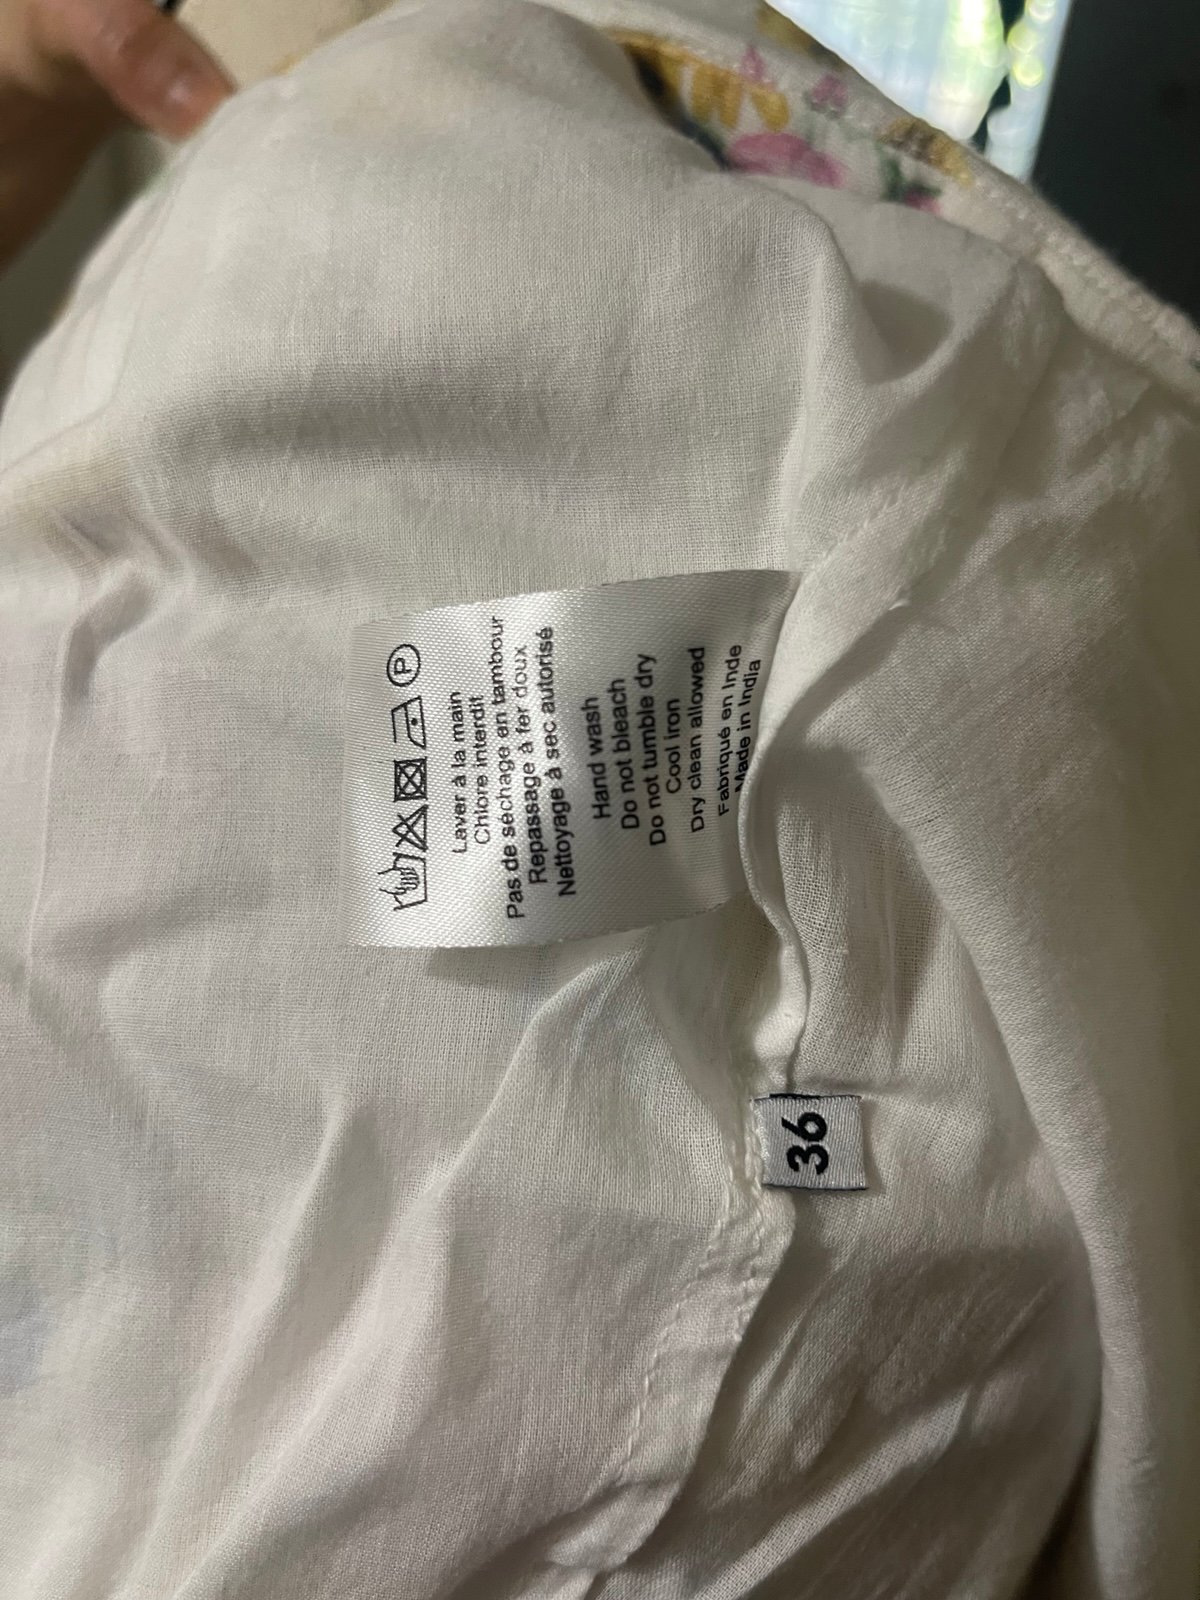 P
Laver à la main
Chlore interdit
Pas de séchage en tambour
Repassage à fer doux
Nettoyage à sec autorisé
Hand wash
Do not bleach
Do not tumble dry
Cool iron
Dry clean allowed
Fabriqué en Inde
Made in India
36